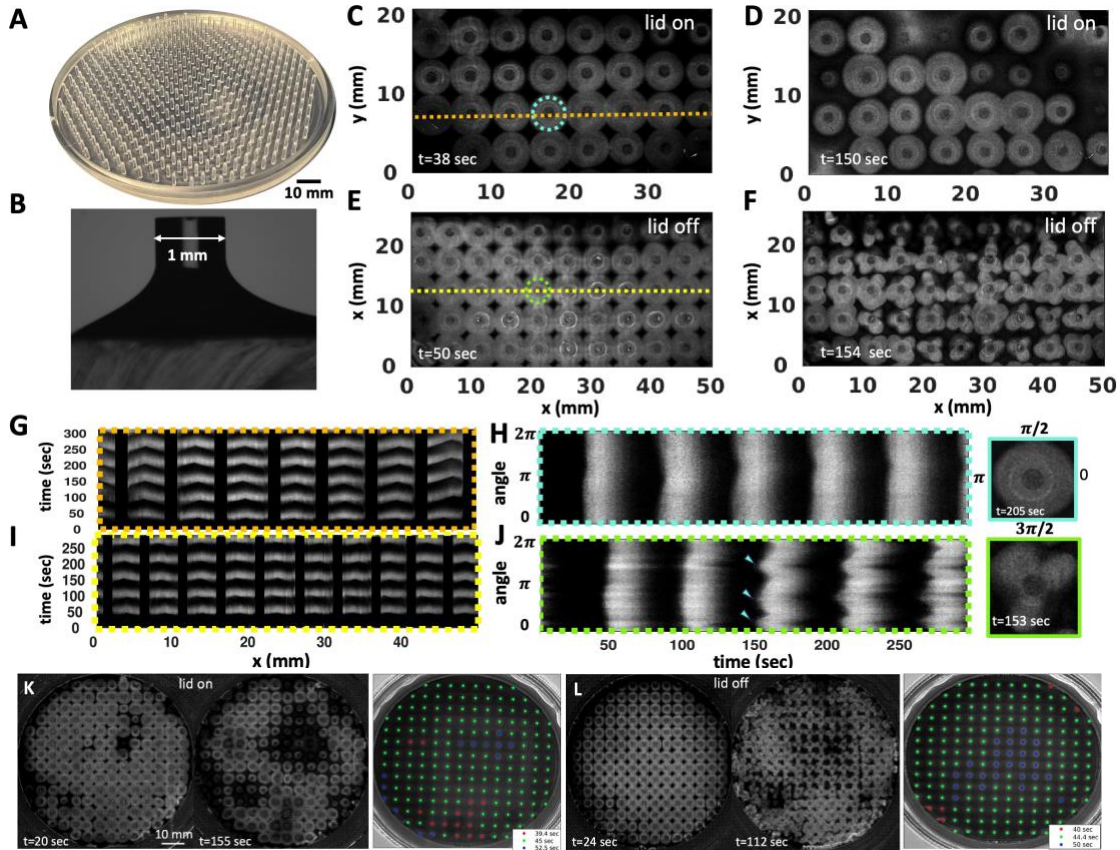 A
10 mm
B
1 mm
C
lid on
y (mm)
20
10
0
t=38 sec
0 10 20 30
D
lid on
y (mm)
20
10
0
t=150 sec
0 10 20 30
E
lid off
x (mm)
20
10
0
t=50 sec
0 10 20 30 40 50
x (mm)
F
lid off
x (mm)
20
10
0
t=154 sec
0 10 20 30 40 50
x (mm)
G
time (sec)
300
250
200
150
100
50
0
H
angle
2π
π
0
π/2
π
0
t=205 sec
3π/2
I
time (sec)
250
200
150
100
50
0
0 10 20 30 40
x (mm)
J
angle
2π
π
0
50 100 150 200 250
time (sec)
t=153 sec
K
lid on
t=20 sec
10 mm
t=155 sec
39.4 sec
45 sec
52.5 sec
L
lid off
t=24 sec
t=112 sec
40 sec
44.4 sec
50 sec